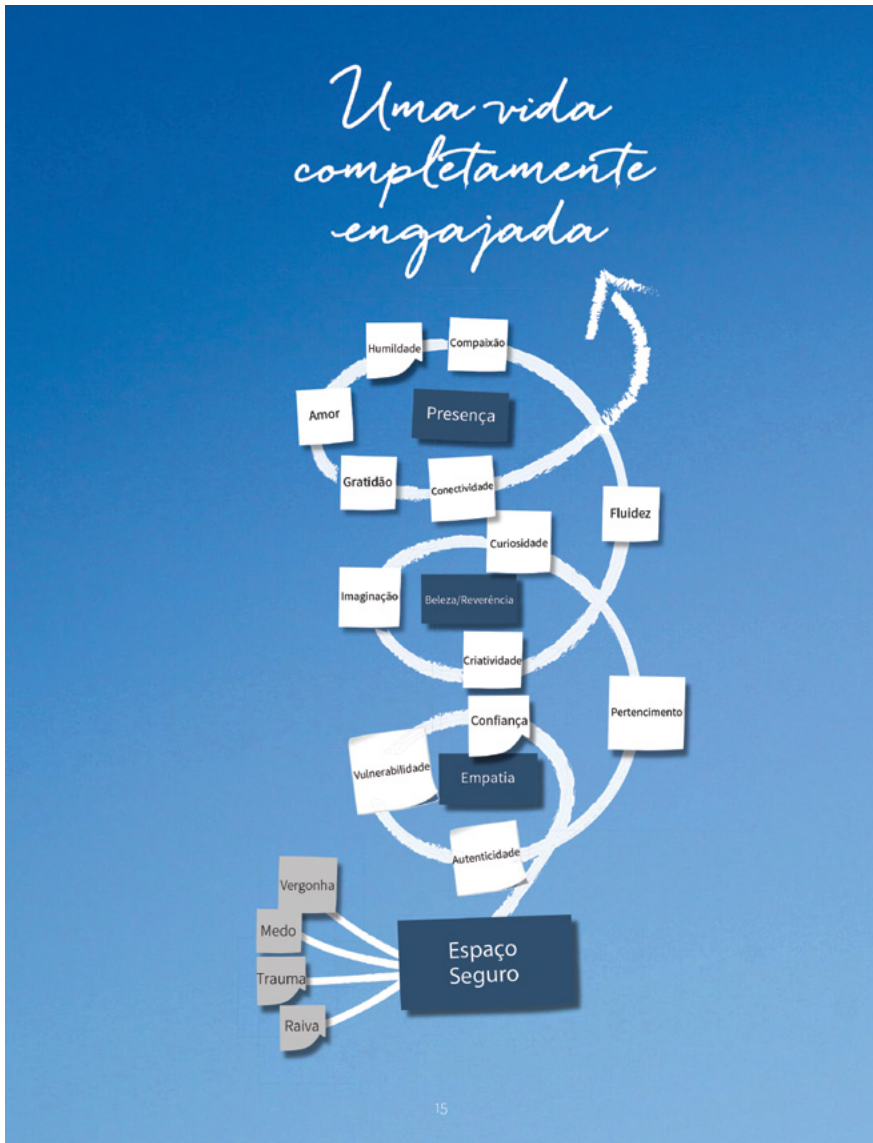 Uma vida
completamente
engajada
Humildade
Compaixão
Amor
Presença
Gratidão
Conectividade
Fluidez
Curiosidade
Imaginação
Beleza/Reverência
Criatividade
Pertencimento
Confiança
Vulnerabilidade
Empatia
Autenticidade
Vergonha
Medo
Trauma
Raiva
Espaço
Seguro
15